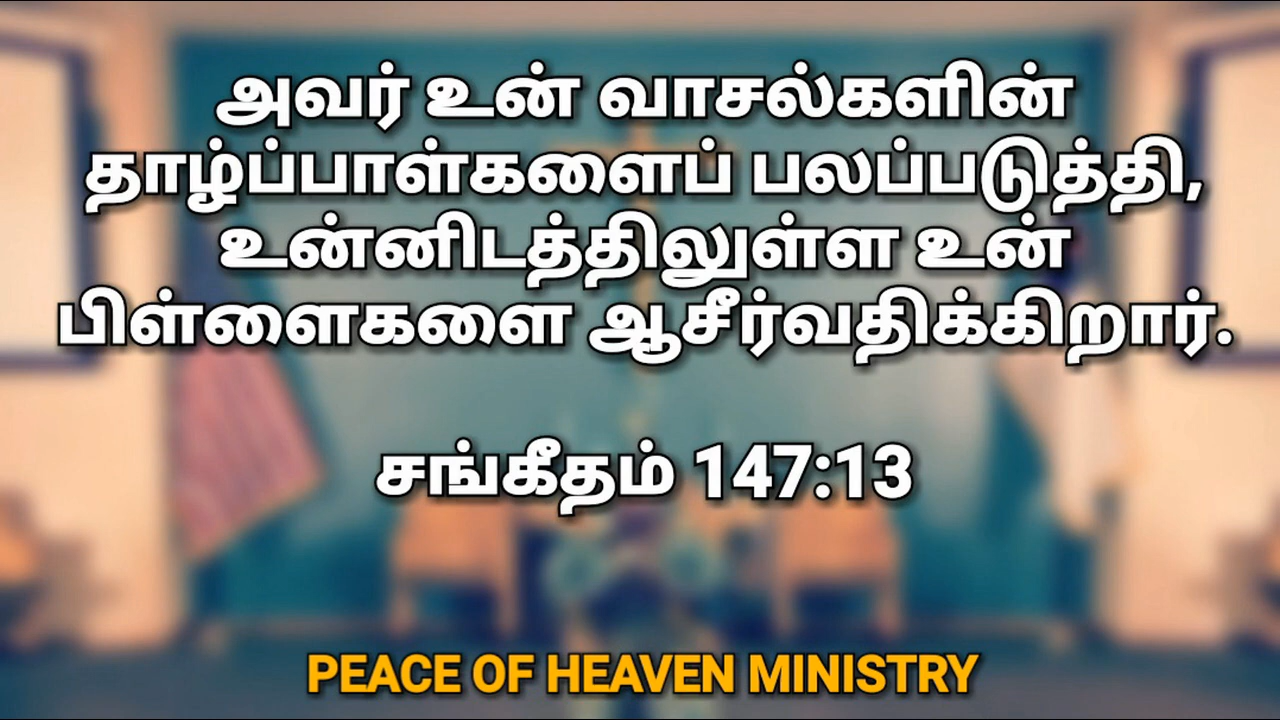 அவர் உன் வாசல்களின்
தாழ்ப்பாள்களைப் பலப்படுத்தி,
உன்னிடத்திலுள்ள உன்
பிள்ளைகளை ஆசீர்வதிக்கிறார்.
சங்கீதம் 147:13
PEACE OF HEAVEN MINISTRY